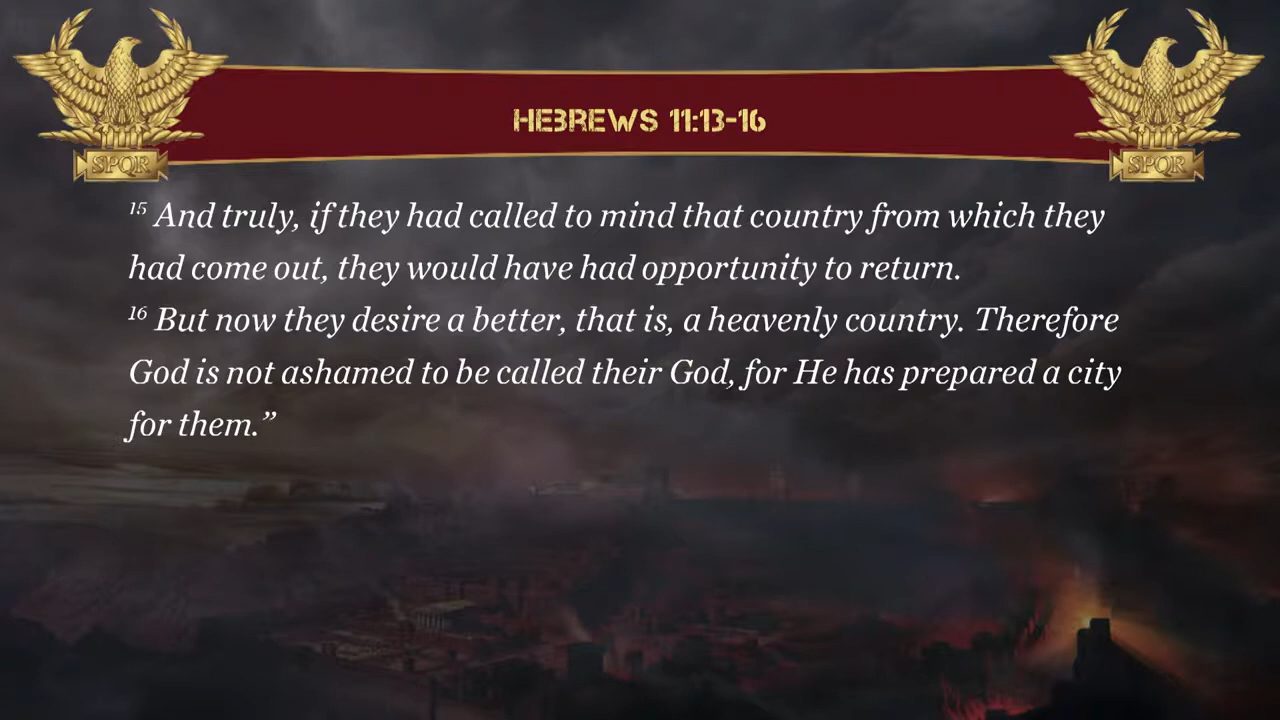 HEBREWS 11:13-16
SPQR
SPQR
15 And truly, if they had called to mind that country from which they
had come out, they would have had opportunity to return.
16 But now they desire a better, that is, a heavenly country. Therefore
God is not ashamed to be called their God, for He has prepared a city
for them.”